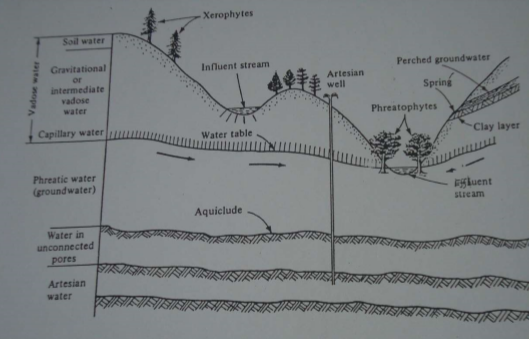 Xerophytes
Soil water
Vadose water
Gravitational
or
intermediate
vadose
water
Influent stream
Artesian
well
Perched groundwater
Spring
Phreatophytes
Clay layer
Capillary water
Water table
Phreatic water
(groundwater)
stream
Aquiclude
Water in
unconnected
pores
Artesian
water